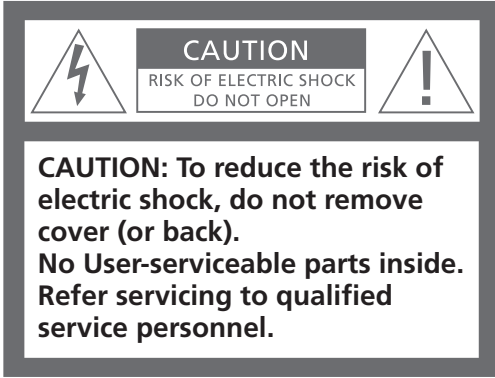 CAUTION
RISK OF ELECTRIC SHOCK
DO NOT OPEN
!
CAUTION: To reduce the risk of
electric shock, do not remove
cover (or back).
No User-serviceable parts inside.
Refer servicing to qualified
service personnel.